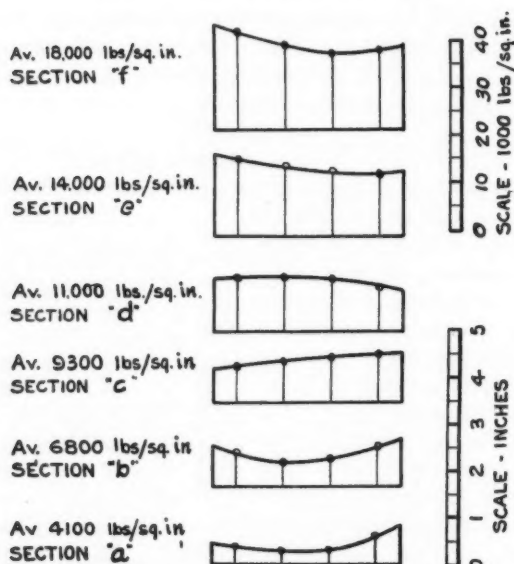 Av. 18,000 lbs/sq.in.
SECTION "f"
Av. 14,000 lbs/sq.in.
SECTION "e"
Av. 11,000 lbs./sq.in.
SECTION "d"
Av. 9300 lbs/sq.in
SECTION "c"
Av. 6800 lbs/sq.in
SECTION "b"
Av 4100 lbs/sq.in
SECTION "a"
0 10 20 30 40
SCALE - 1000 lbs/sq.in.
0 1 2 3 4 5
SCALE - INCHES